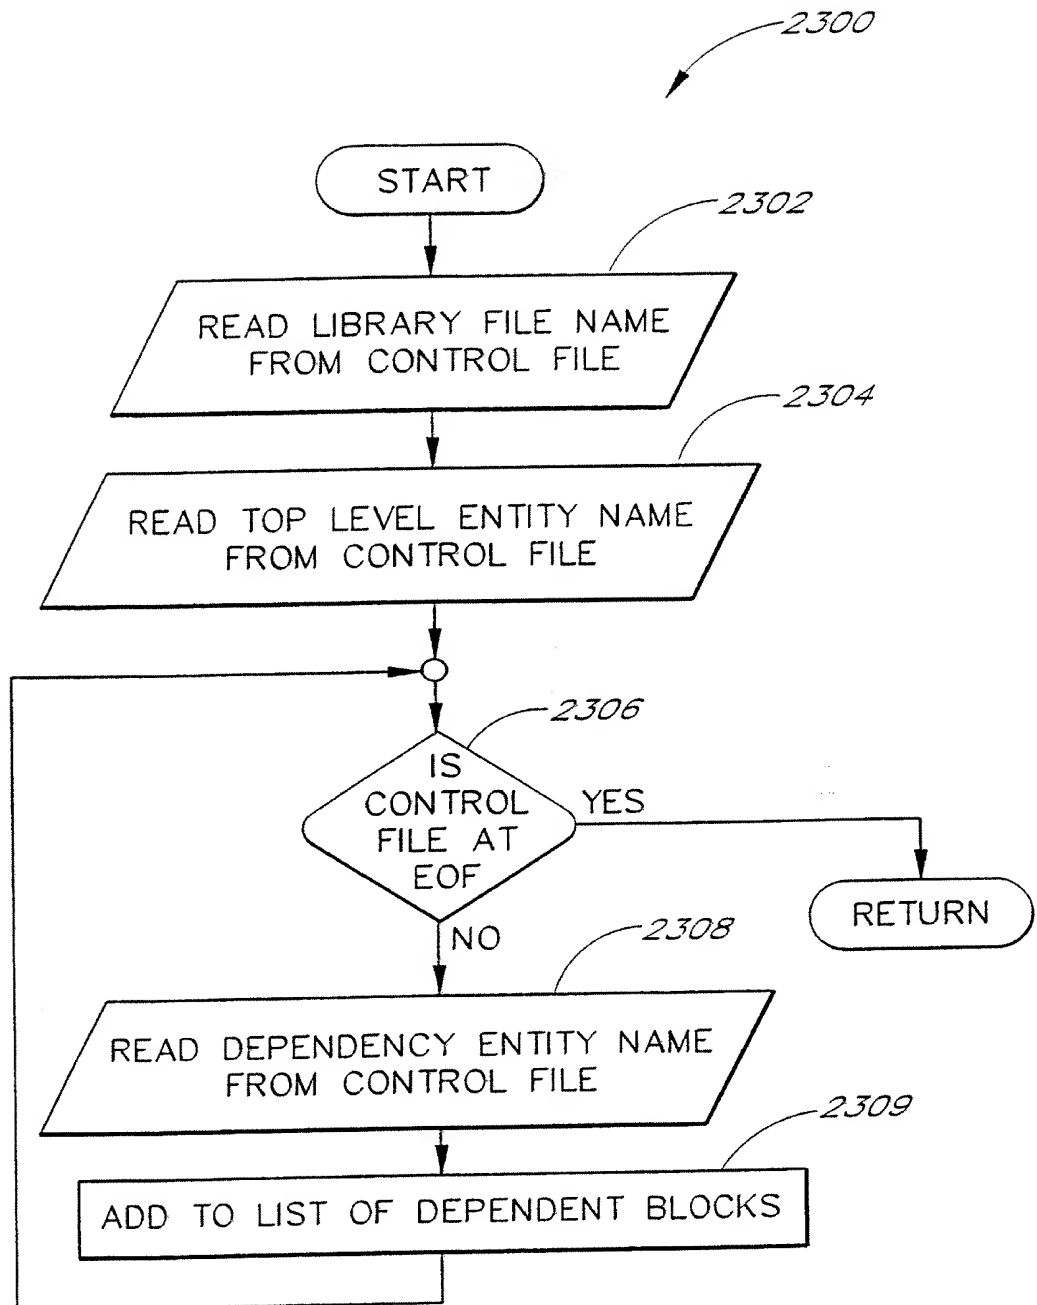 2300
START
2302
READ LIBRARY FILE NAME
FROM CONTROL FILE
2304
READ TOP LEVEL ENTITY NAME
FROM CONTROL FILE
2306
IS
CONTROL
FILE AT
EOF
YES
RETURN
NO
2308
READ DEPENDENCY ENTITY NAME
FROM CONTROL FILE
2309
ADD TO LIST OF DEPENDENT BLOCKS